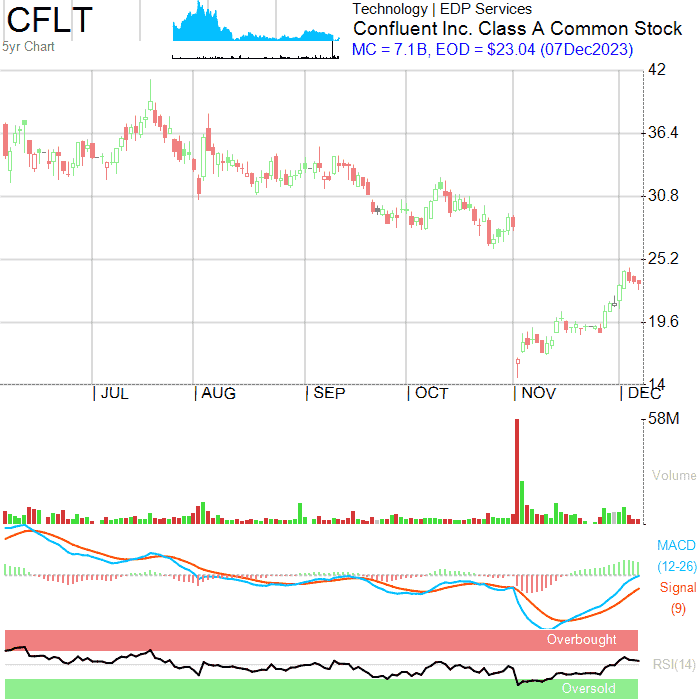 CFLT
5yr Chart
Technology | EDP Services
Confluent Inc. Class A Common Stock
MC = 7.1B, EOD = $23.04 (07Dec2023)
42
36.4
30.8
25.2
19.6
14
| JUL | AUG | SEP | OCT | NOV | DEC
58M
Volume
MACD
(12-26)
Signal
(9)
Overbought
RSI(14)
Oversold